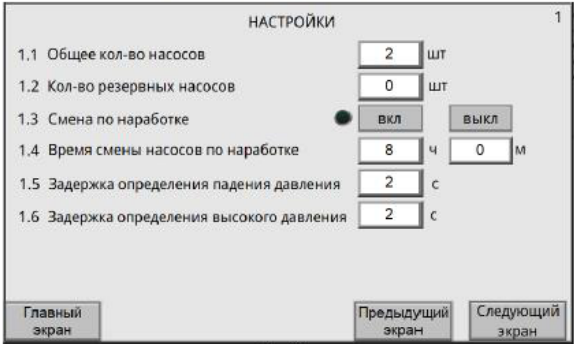 НАСТРОЙКИ 1
1.1 Общее кол-во насосов 2 шт
1.2 Кол-во резервных насосов 0 шт
1.3 Смена по наработке вкл выкл
1.4 Время смены насосов по наработке 8 ч 0 м
1.5 Задержка определения падения давления 2 с
1.6 Задержка определения высокого давления 2 с
Главный экран Предыдущий экран Следующий экран